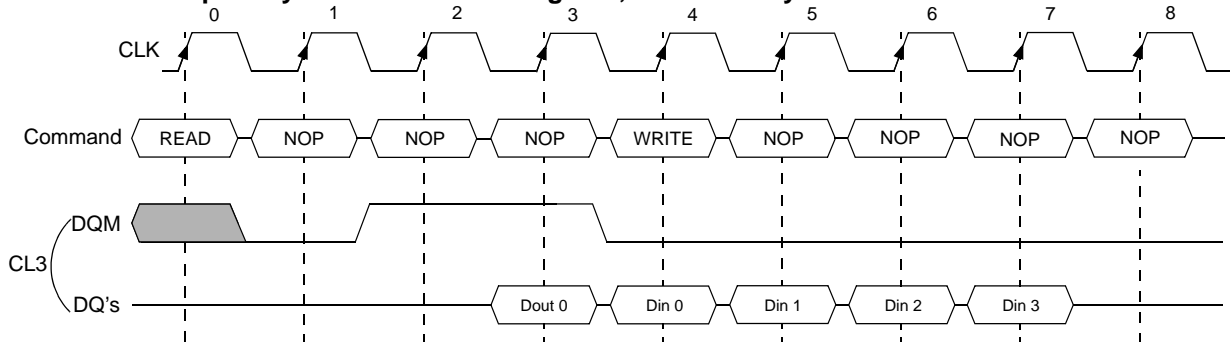 0 1 2 3 4 5 6 7 8
CLK
Command READ NOP NOP NOP WRITE NOP NOP NOP NOP
DQM
CL3
DQ's Dout 0 Din 0 Din 1 Din 2 Din 3